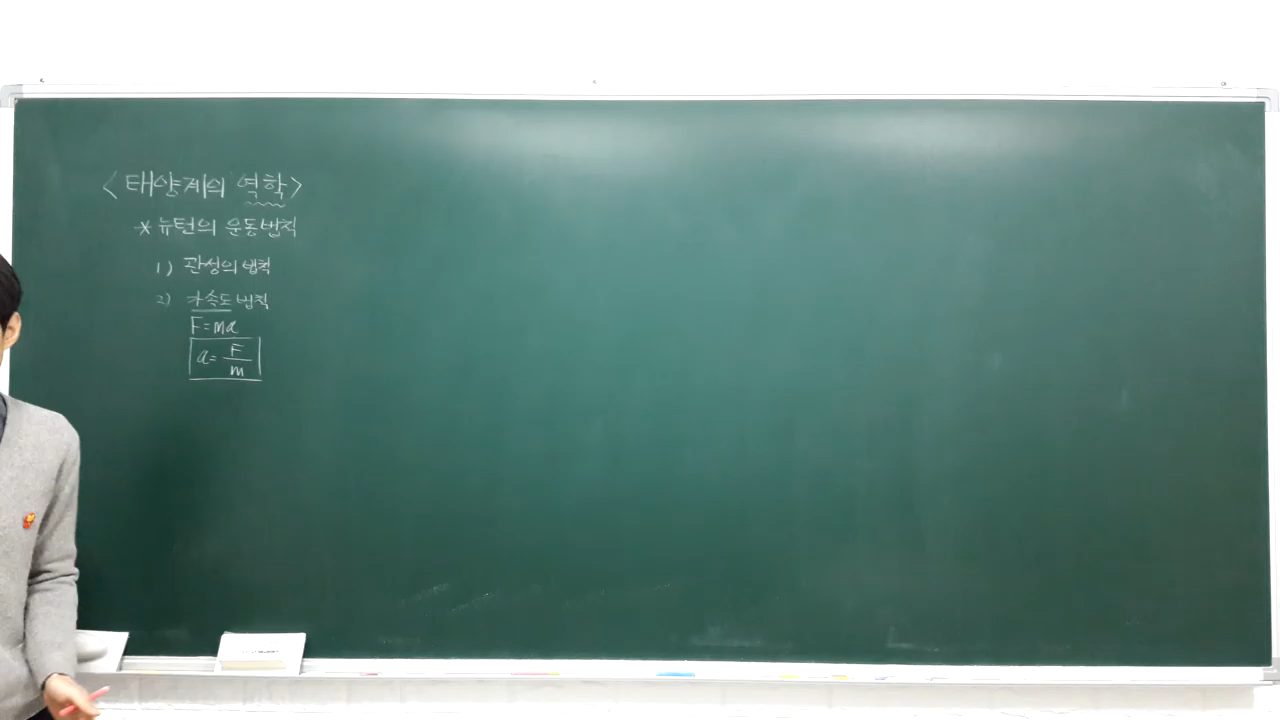 <태양계의 역학>
* 뉴턴의 운동법칙
1) 관성의 법칙
2) 가속도 법칙
F=ma
a= F/m